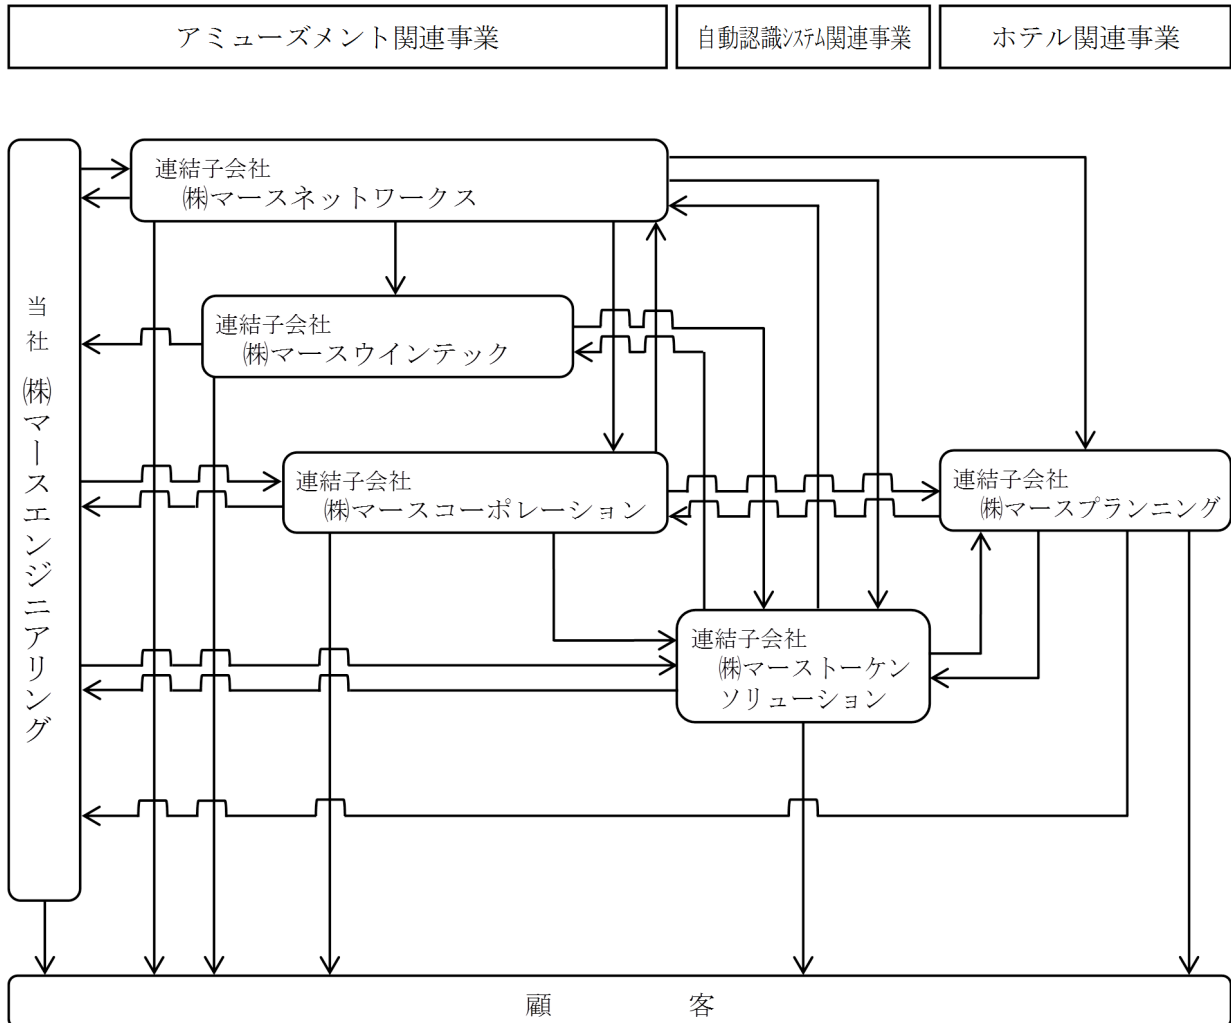 アミューズメント関連事業
自動認識ｼｽﾃﾑ関連事業
ホテル関連事業
当社 ㈱マースエンジニアリング
連結子会社
㈱マースネットワークス
連結子会社
㈱マースウインテック
連結子会社
㈱マースコーポレーション
連結子会社
㈱マースプランニング
連結子会社
㈱マーストーケン
ソリューション
顧客